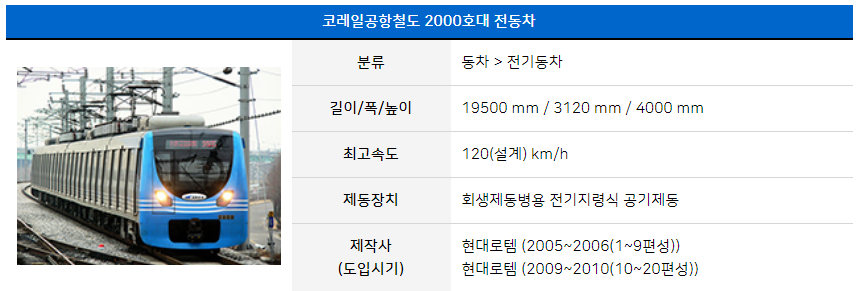 코레일공항철도 2000호대 전동차
분류
동차 > 전기동차
길이/폭/높이
19500 mm / 3120 mm / 4000 mm
최고속도
120(설계) km/h
제동장치
회생제동병용 전기지령식 공기제동
제작사
(도입시기)
현대로템 (2005~2006(1~9편성))
현대로템 (2009~2010(10~20편성))